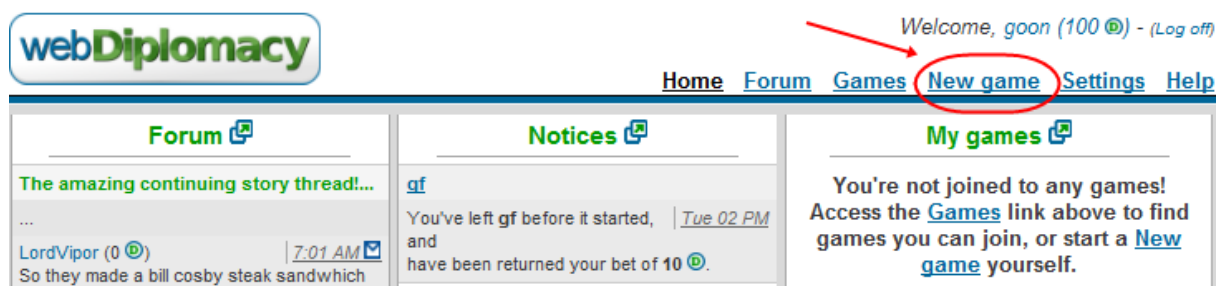 webDiplomacy
Welcome, goon (100 D) - (Log off)
Home Forum Games New game Settings Help
Forum
The amazing continuing story thread!...
...
LordVipor (0 D) 7:01 AM
So they made a bill cosby steak sandwhich
Notices
gf
You've left gf before it started, Tue 02 PM
and
have been returned your bet of 10 D.
My games
You're not joined to any games!
Access the Games link above to find
games you can join, or start a New
game yourself.